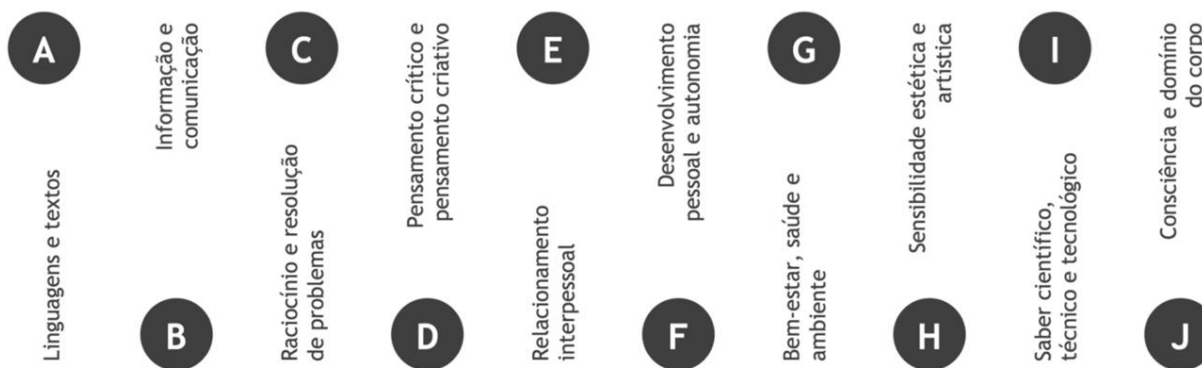 A
Linguagens e textos
Informação e
comunicação
B
C
Raciocínio e resolução
de problemas
Pensamento crítico e
pensamento criativo
D
E
Relacionamento
interpessoal
Desenvolvimento
pessoal e autonomia
F
G
Bem-estar, saúde e
ambiente
Sensibilidade estética e
artística
H
I
Saber científico,
técnico e tecnológico
Consciência e domínio
do corpo
J